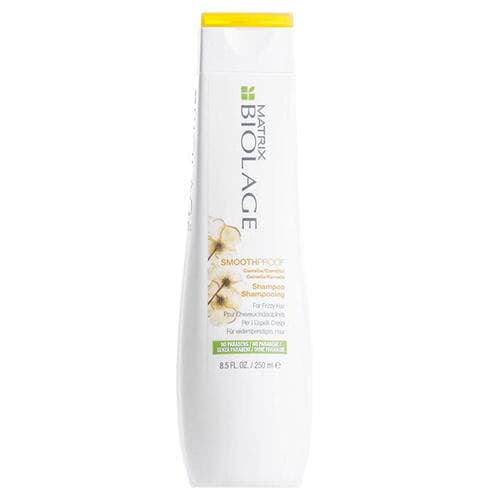 MATRIX
BIOLAGE
SMOOTHPROOF
Camellia/Camélia/
Camelia/Kamelie
Shampoo
Shampooing
For Frizzy Hair
Pour Cheveux Indisciplinés
Per i Capelli Crespi
Für widerspenstiges Haar
NO PARABENS / NO PARABENE /
SENZA PARABENI / OHNE PARABENE
8.5 FL.OZ. / 250 ml e